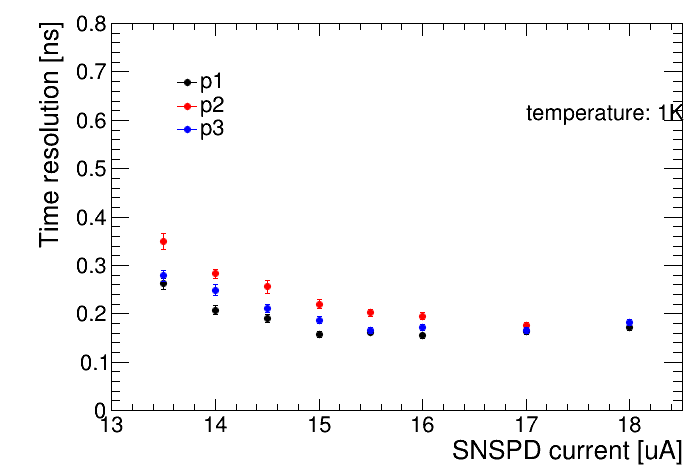 Time resolution [ns]
0.8
0.7
0.6
0.5
0.4
0.3
0.2
0.1
0
p1
p2
p3
temperature: 1K
13
14
15
16
17
18
SNSPD current [uA]